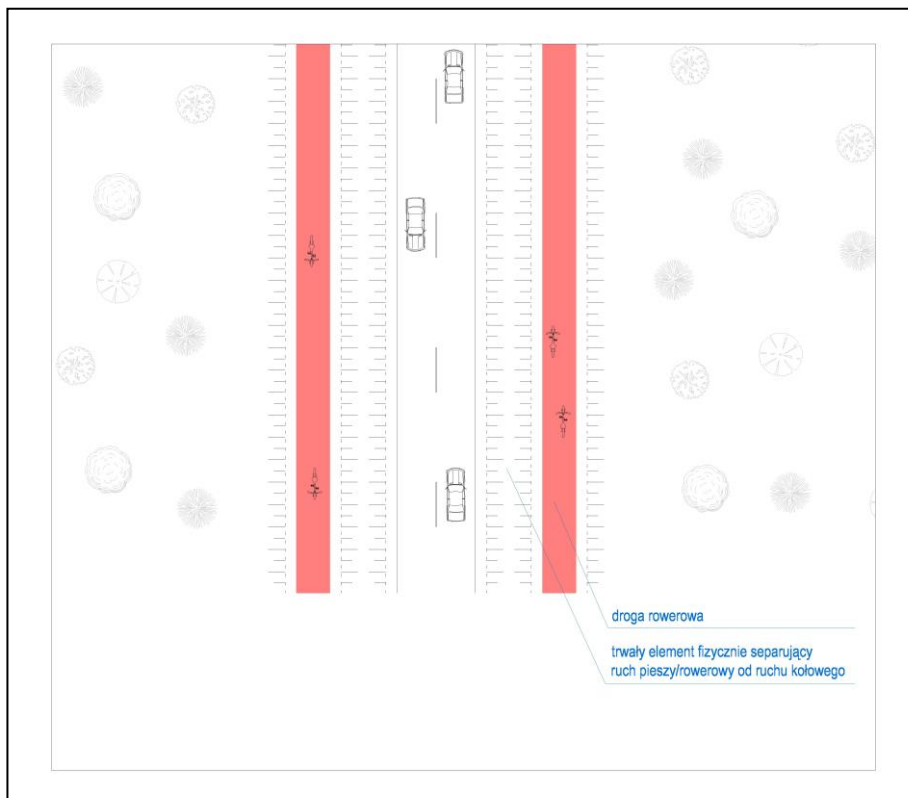 droga rowerowa
trwały element fizycznie separujący
ruch pieszy/rowerowy od ruchu kołowego